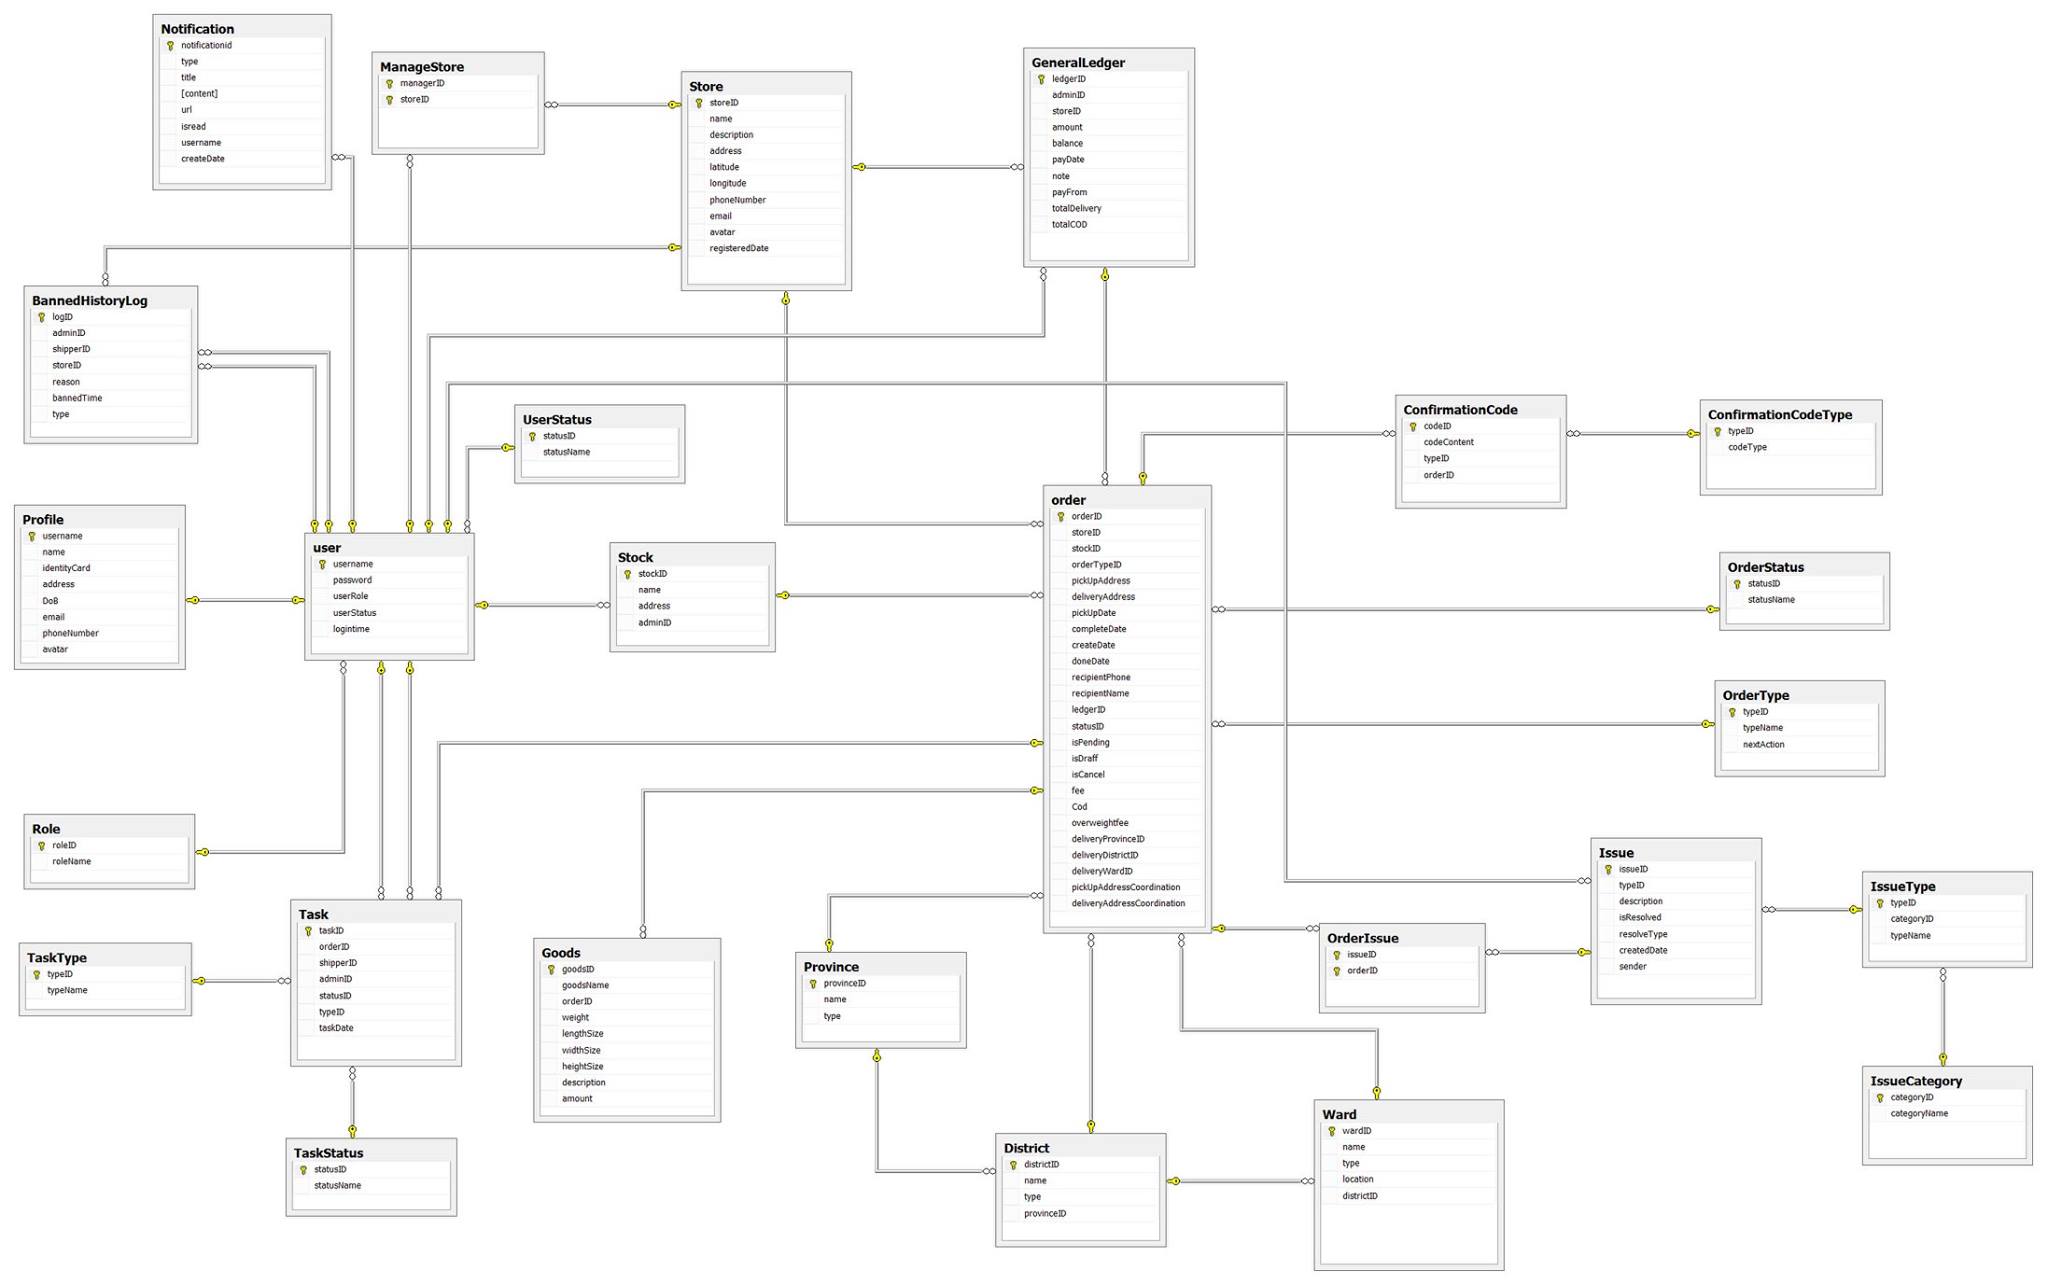 Notification
notificationid
type
title
[content]
url
isread
username
createDate
ManageStore
managerID
storeID
Store
storeID
name
description
address
latitude
longitude
phoneNumber
email
avatar
registeredDate
GeneralLedger
ledgerID
adminID
storeID
amount
balance
payDate
note
payFrom
totalDelivery
totalCOD
BannedHistoryLog
logID
adminID
shipperID
storeID
reason
bannedTime
type
UserStatus
statusID
statusName
ConfirmationCode
codeID
codeContent
typeID
orderID
ConfirmationCodeType
typeID
codeType
Profile
username
name
identityCard
address
DoB
email
phoneNumber
avatar
user
username
password
userRole
userStatus
logintime
Stock
stockID
name
address
adminID
order
orderID
storeID
stockID
orderTypeID
pickUpAddress
deliveryAddress
pickUpDate
completeDate
createDate
doneDate
recipientPhone
recipientName
ledgerID
statusID
isPending
isDraff
isCancel
fee
Cod
overweightfee
deliveryProvinceID
deliveryDistrictID
deliveryWardID
pickUpAddressCoordination
deliveryAddressCoordination
OrderStatus
statusID
statusName
OrderType
typeID
typeName
nextAction
Role
roleID
roleName
Task
taskID
orderID
shipperID
adminID
statusID
typeID
taskDate
TaskType
typeID
typeName
TaskStatus
statusID
statusName
Goods
goodsID
goodsName
orderID
weight
lengthSize
widthSize
heightSize
description
amount
Province
provinceID
name
type
District
districtID
name
type
provinceID
Ward
wardID
name
type
location
districtID
OrderIssue
issueID
orderID
Issue
issueID
typeID
description
isResolved
resolveType
createdDate
sender
IssueType
typeID
categoryID
typeName
IssueCategory
categoryID
categoryName